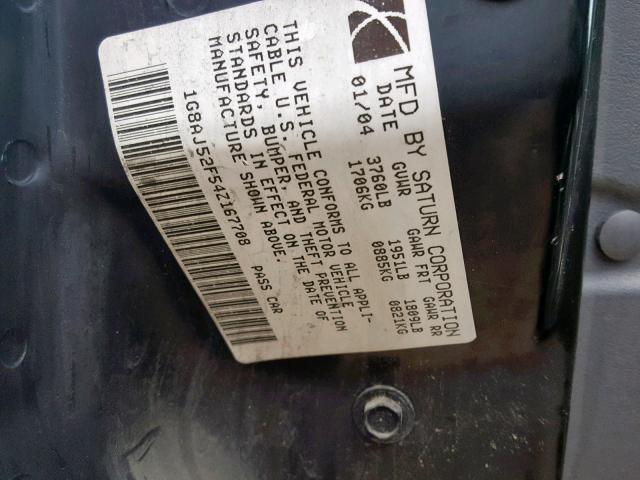 MFD BY SATURN CORPORATION
DATE GVWR GAWR FRT GAWR RR
01/04 3760LB 1951LB 1809LB
1706KG 0885KG 0821KG
THIS VEHICLE CONFORMS TO ALL APPLI-
CABLE U.S. FEDERAL MOTOR VEHICLE
SAFETY, BUMPER, AND THEFT PREVENTION
STANDARDS IN EFFECT ON THE DATE OF
MANUFACTURE SHOWN ABOVE.
1G8AJ52F54Z167708 PASS CAR